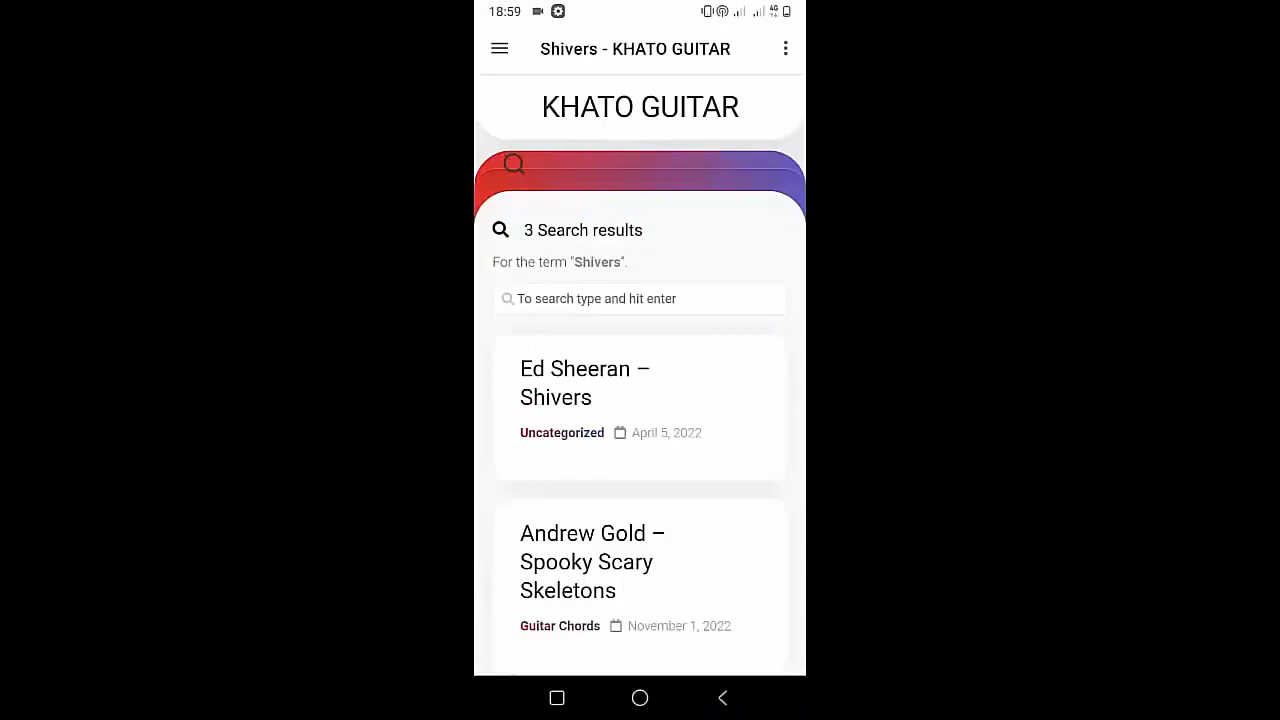 18:59
4G
Shivers - KHATO GUITAR
KHATO GUITAR
3 Search results
For the term "Shivers".
To search type and hit enter
Ed Sheeran –
Shivers
Uncategorized April 5, 2022
Andrew Gold –
Spooky Scary
Skeletons
Guitar Chords November 1, 2022